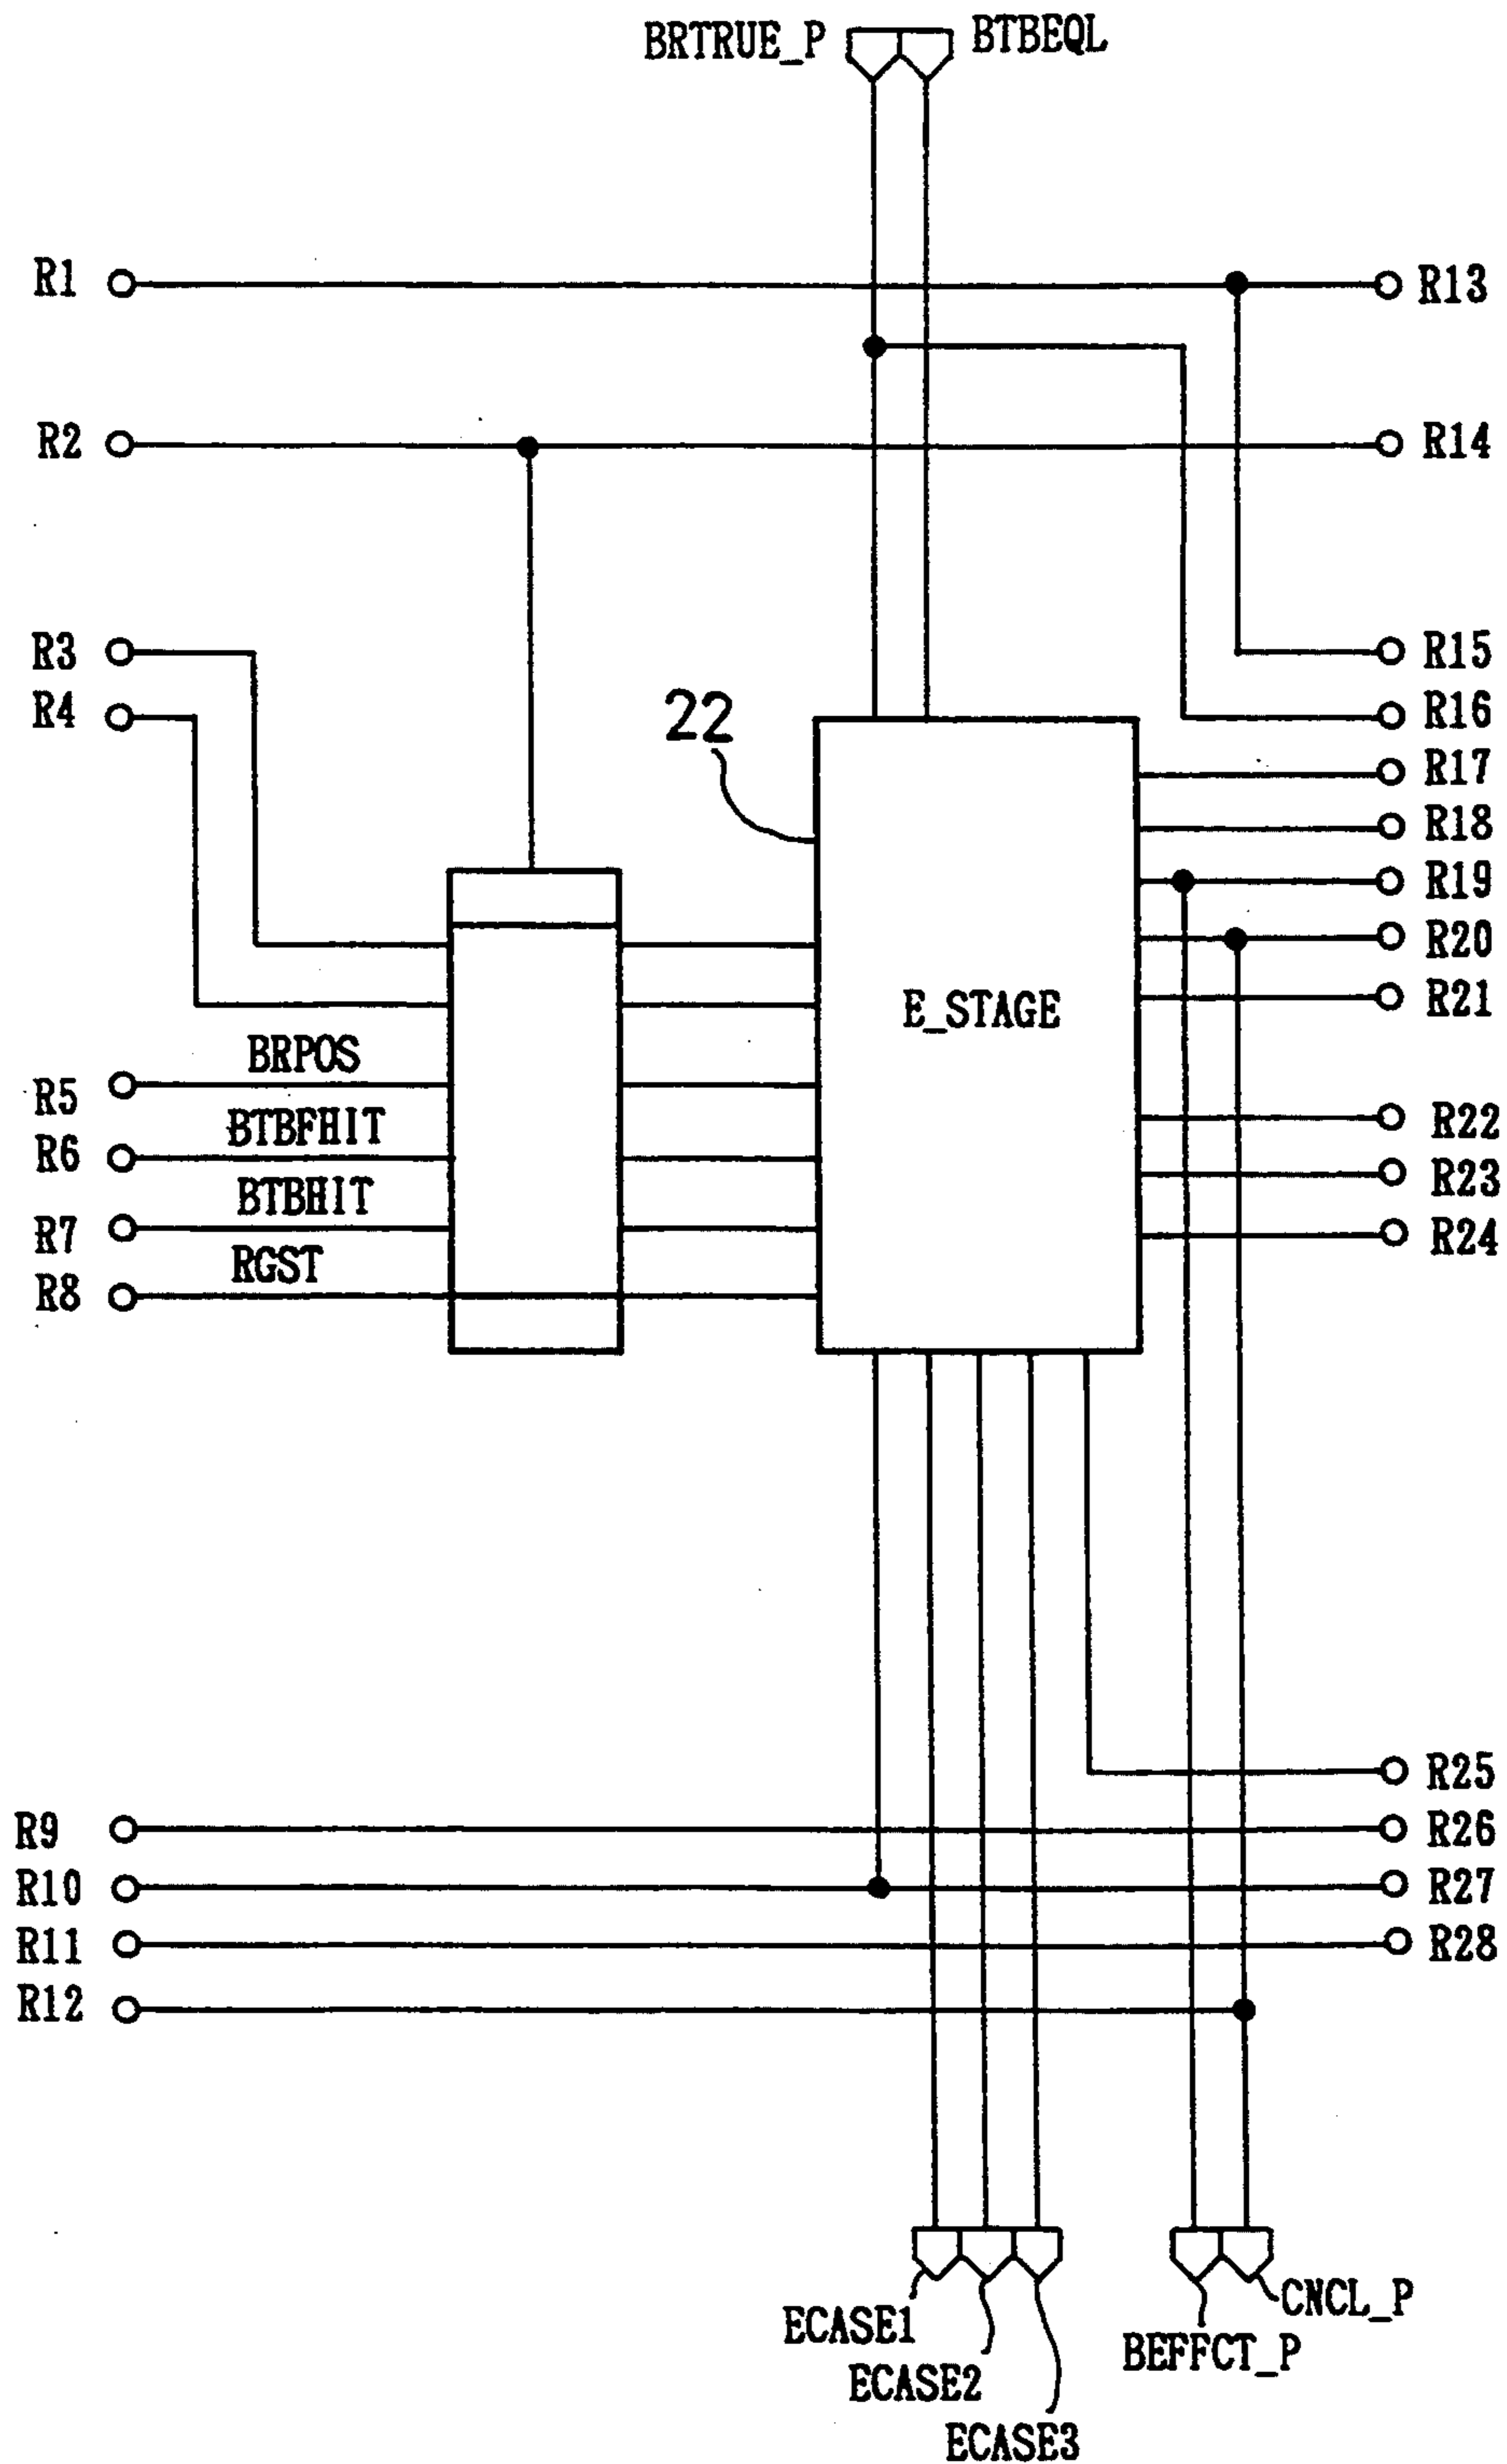 BRTRUE_P
BTBEQL
R1
R13
R2
R14
R3
R15
R4
22
R16
R17
R18
R19
R20
E_STAGE
R21
BRPOS
R5
BTBFHIT
R22
R6
R23
BTBHIT
R7
R24
RGST
R8
R25
R9
R26
R10
R27
R11
R28
R12
ECASE1
CNCL_P
BEFFCT_P
ECASE2
ECASE3